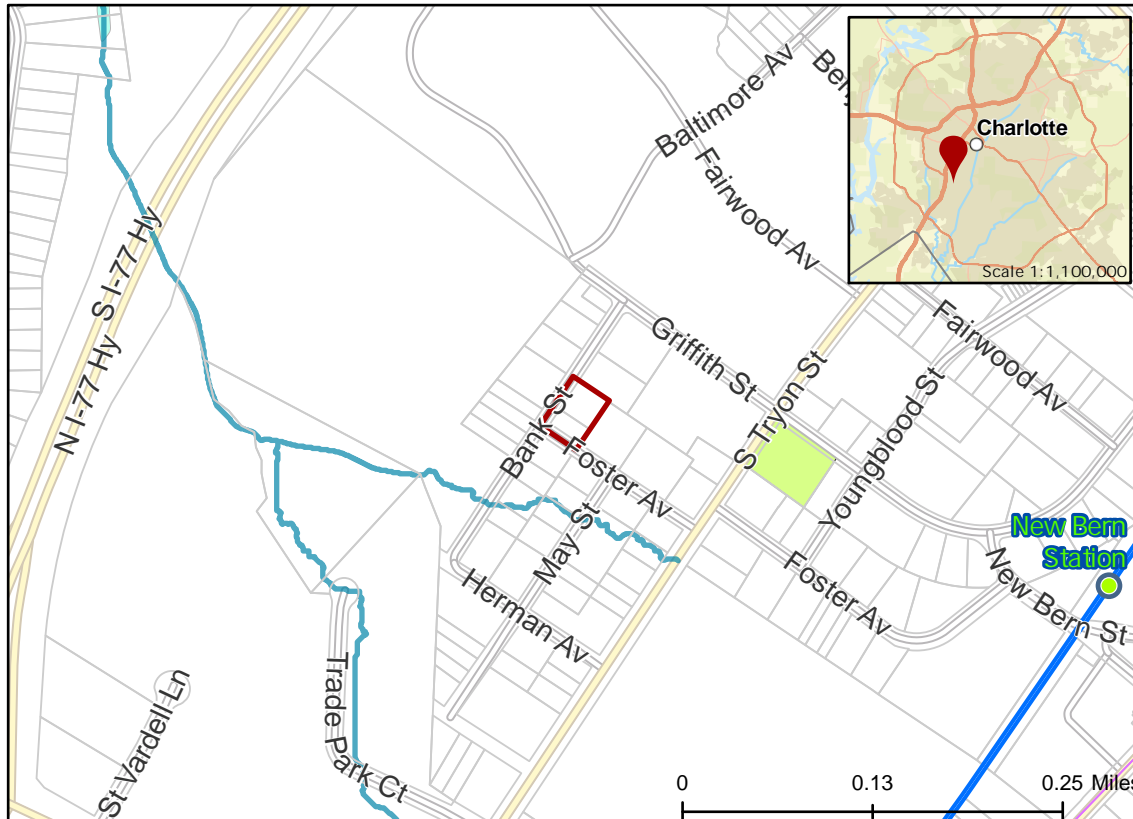 Baltimore Av
Ber
Charlotte
Scale 1:1,100,000
Fairwood Av
S I-77 Hy
N I-77 Hy
Griffith St
Fairwood Av
S Tryon St
Youngblood St
Bank St
Foster Av
May St
Herman Av
Foster Av
New Bern
Station
New Bern St
Trade Park Ct
St Vardell Ln
0 0.13 0.25 Miles